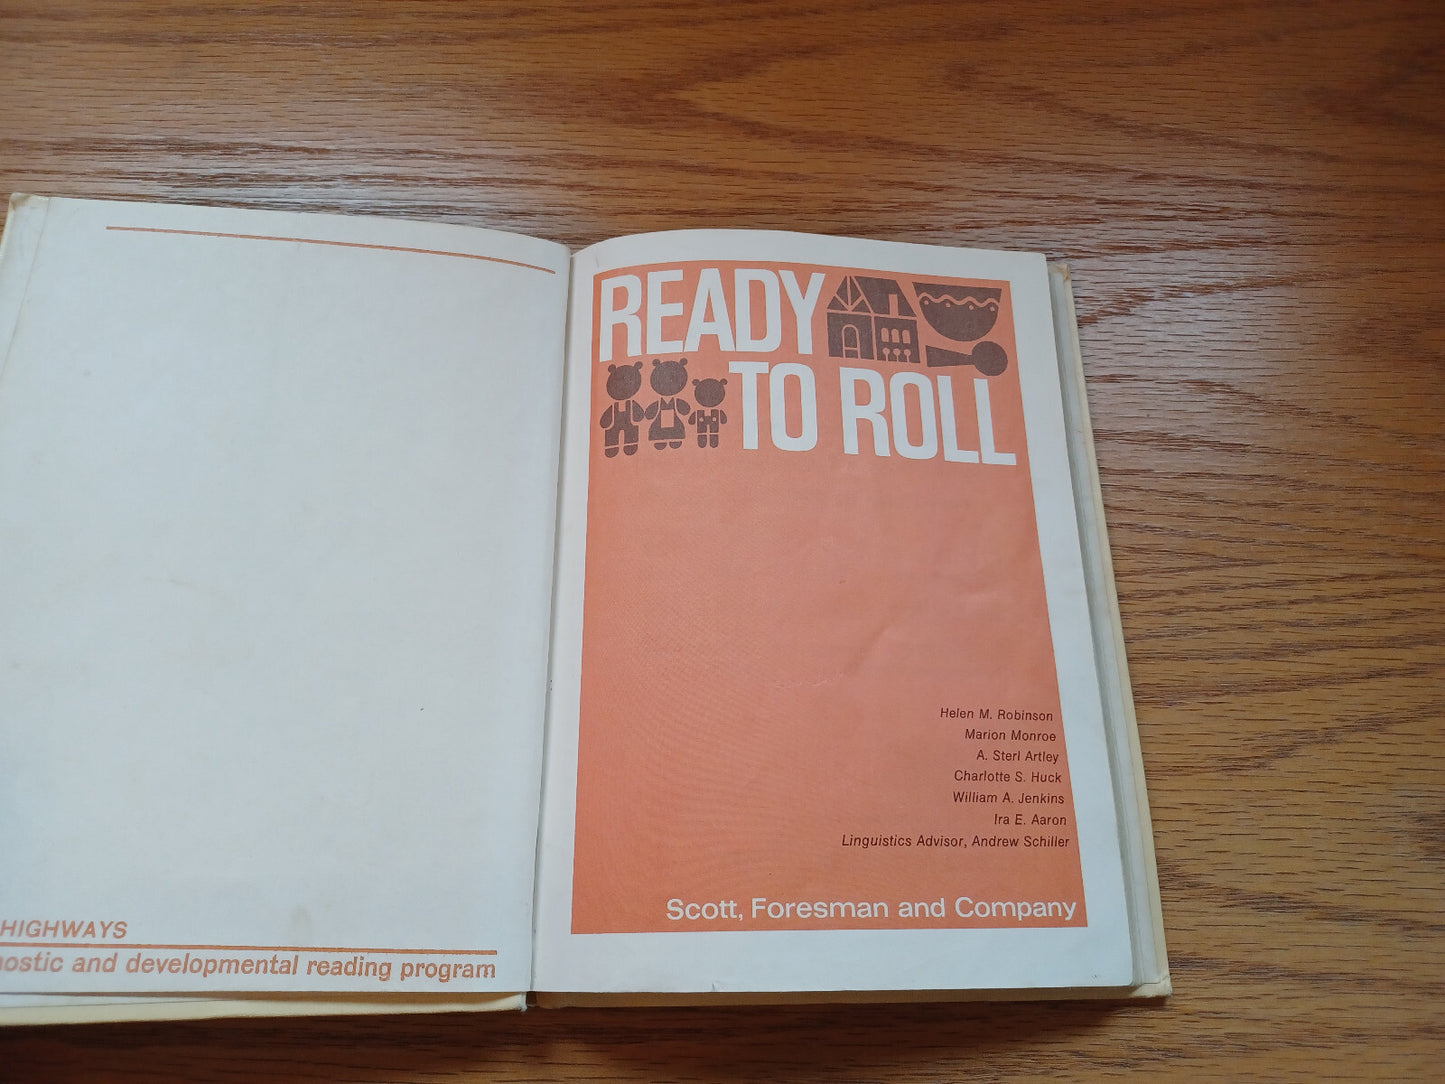 HIGHWAYS
and developmental reading program
READY
TO ROLL
Helen M. Robinson
Marion Monroe
A. Sterl Artley
Charlotte S. Huck
William A. Jenkins
Ira E. Aaron
Linguistics Advisor, Andrew Schiller
Scott, Foresman and Company